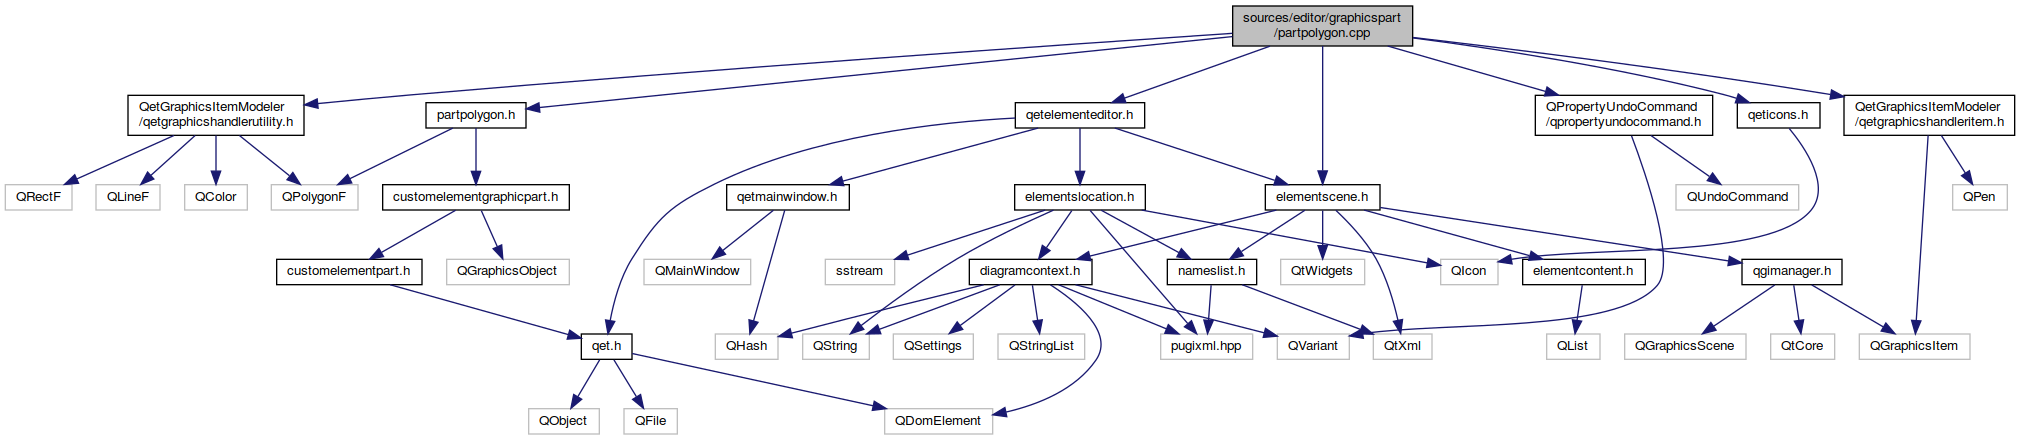 sources/editor/graphicspart
/partpolygon.cpp
QetGraphicsItemModeler
/qetgraphicshandlerutility.h
partpolygon.h
qetelementeditor.h
QPropertyUndoCommand
/qpropertyundocommand.h
qeticons.h
QetGraphicsItemModeler
/qetgraphicshandleritem.h
QRectF
QLineF
QColor
QPolygonF
customelementgraphicpart.h
qetmainwindow.h
elementslocation.h
elementscene.h
QUndoCommand
QPen
customelementpart.h
QGraphicsObject
QMainWindow
sstream
diagramcontext.h
nameslist.h
QtWidgets
QIcon
elementcontent.h
qgimanager.h
qet.h
QHash
QString
QSettings
QStringList
pugixml.hpp
QVariant
QtXml
QList
QGraphicsScene
QtCore
QGraphicsItem
QObject
QFile
QDomElement